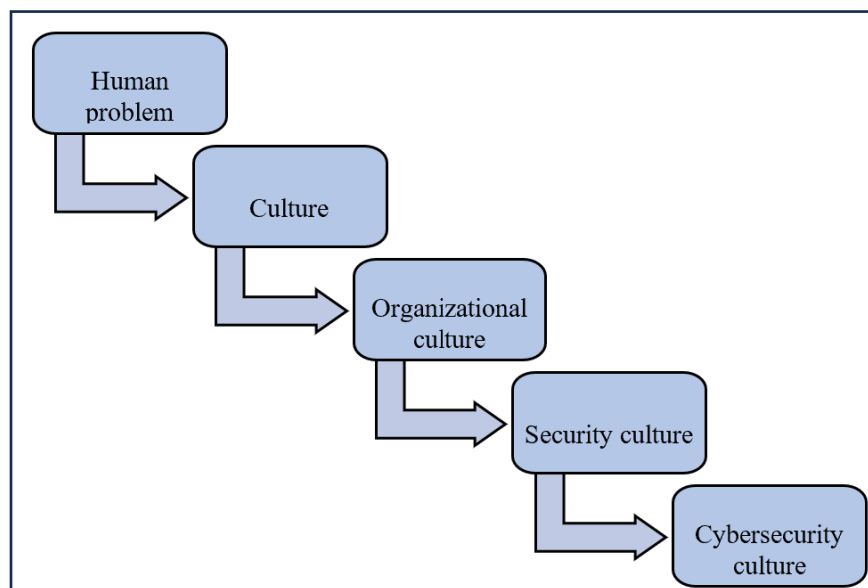 Human
problem
Culture
Organizational
culture
Security culture
Cybersecurity
culture